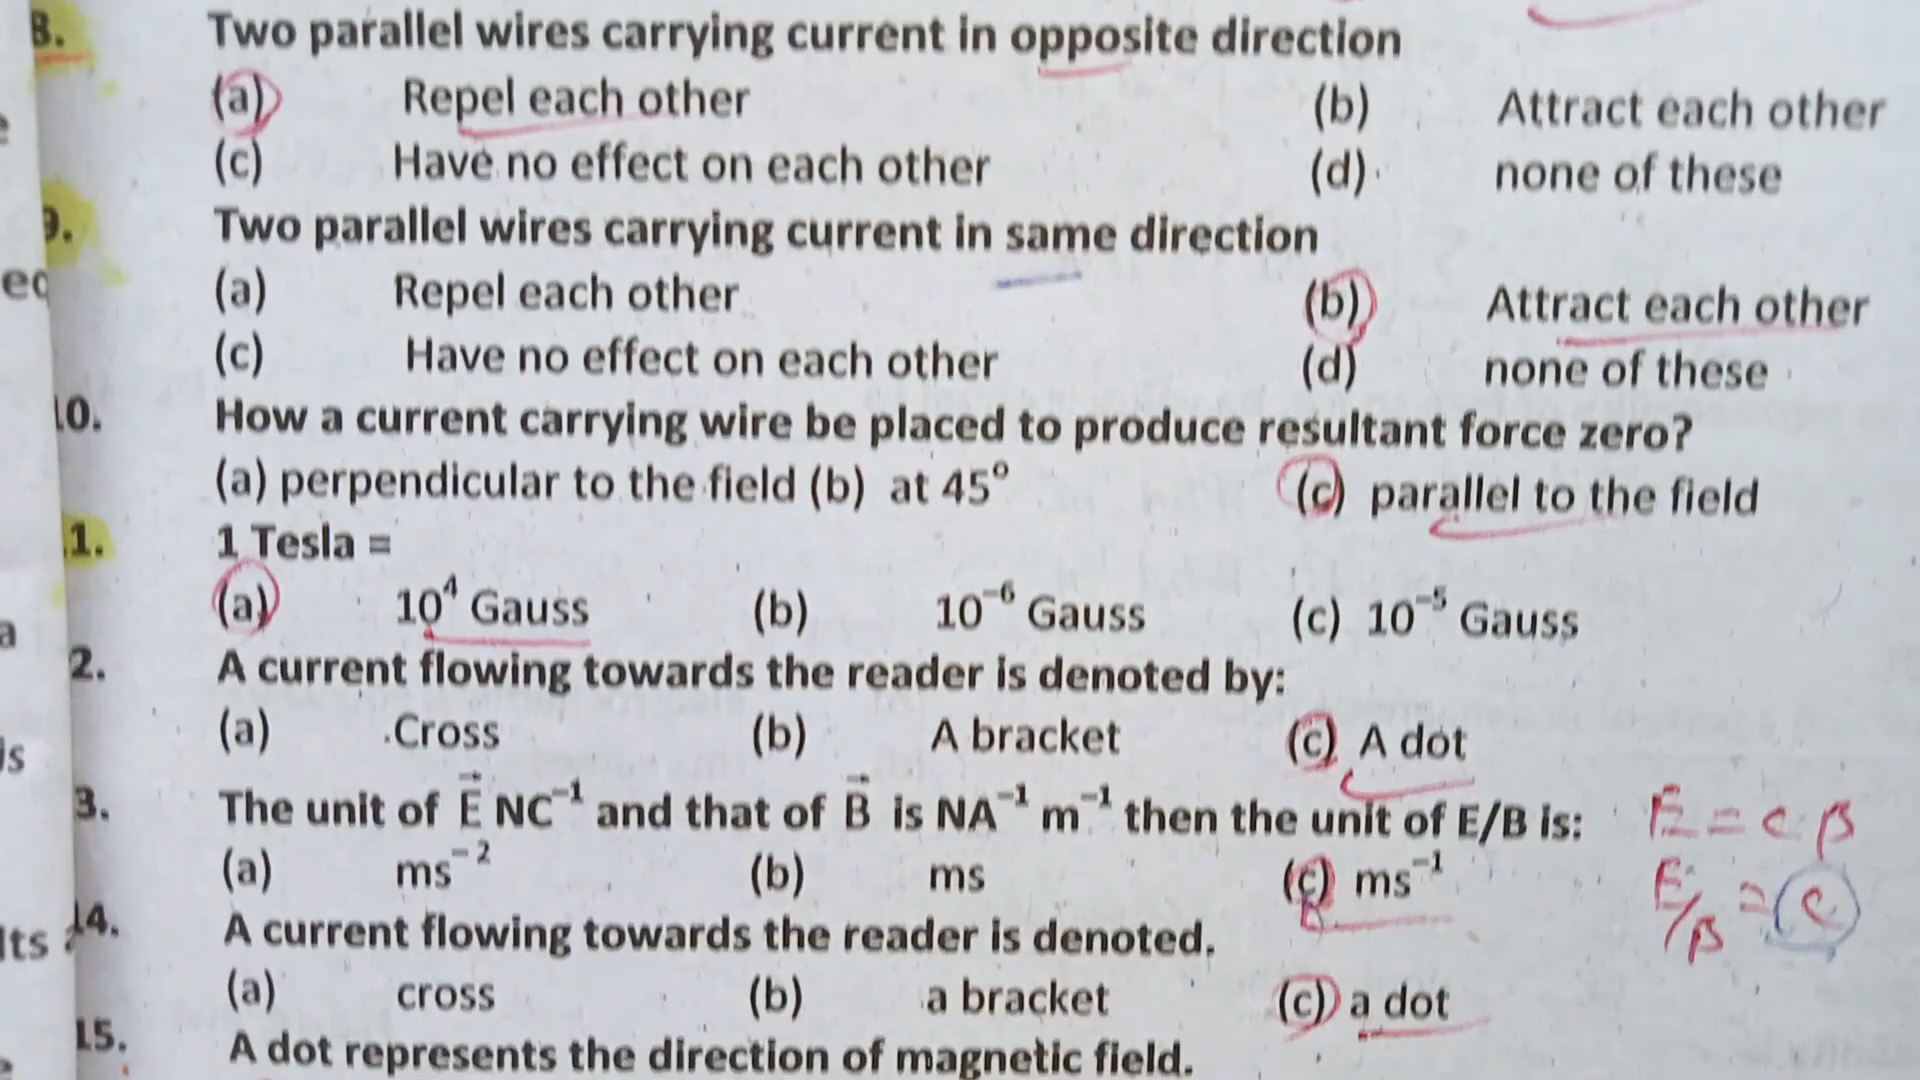 8. Two parallel wires carrying current in opposite direction
(a) Repel each other (b) Attract each other
(c) Have no effect on each other (d) none of these
9. Two parallel wires carrying current in same direction
(a) Repel each other (b) Attract each other
(c) Have no effect on each other (d) none of these
10. How a current carrying wire be placed to produce resultant force zero?
(a) perpendicular to the field (b) at 45° (c) parallel to the field
1. 1 Tesla =
(a) 10⁴ Gauss (b) 10⁻⁶ Gauss (c) 10⁻⁵ Gauss
2. A current flowing towards the reader is denoted by:
(a) Cross (b) A bracket (c) A dot
3. The unit of E⃗ NC⁻¹ and that of B⃗ is NA⁻¹ m⁻¹ then the unit of E/B is: E = cB
(a) ms⁻² (b) ms (c) ms⁻¹ E/B = c
14. A current flowing towards the reader is denoted.
(a) cross (b) a bracket (c) a dot
15. A dot represents the direction of magnetic field.